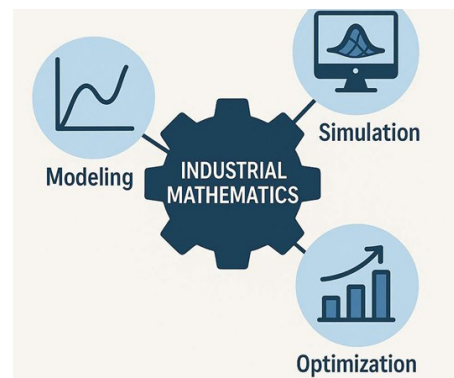 Simulation
Modeling
INDUSTRIAL
MATHEMATICS
Optimization